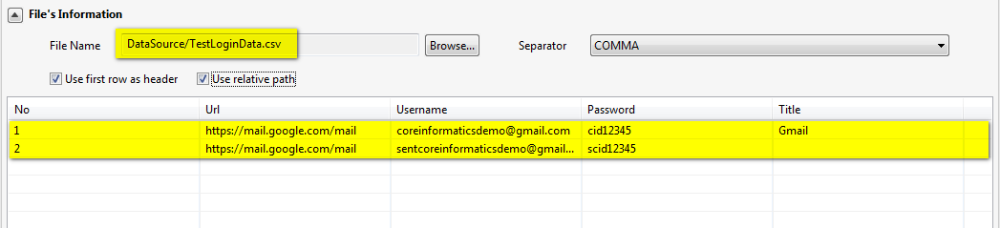 File's Information
File Name DataSource/TestLoginData.csv Browse... Separator COMMA
Use first row as header Use relative path
No Url Username Password Title
1 https://mail.google.com/mail coreinformaticsdemo@gmail.com cid12345 Gmail
2 https://mail.google.com/mail sentcoreinformaticsdemo@gmail... scid12345